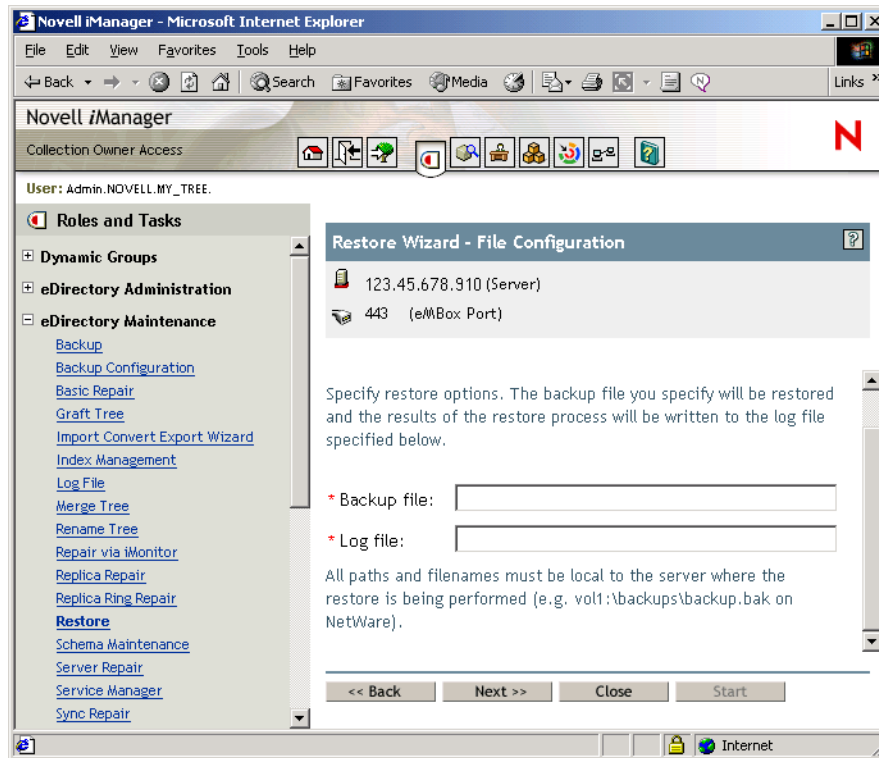 Novell iManager - Microsoft Internet Explorer
File Edit View Favorites Tools Help
Back Search Favorites Media Links »
Novell iManager
Collection Owner Access
N
User: Admin.NOVELL.MY_TREE.
Roles and Tasks
Dynamic Groups
eDirectory Administration
eDirectory Maintenance
Backup
Backup Configuration
Basic Repair
Graft Tree
Import Convert Export Wizard
Index Management
Log File
Merge Tree
Rename Tree
Repair via iMonitor
Replica Repair
Replica Ring Repair
Restore
Schema Maintenance
Server Repair
Service Manager
Sync Repair
Restore Wizard - File Configuration ?
123.45.678.910 (Server)
443 (eMBox Port)
Specify restore options. The backup file you specify will be restored
and the results of the restore process will be written to the log file
specified below.
* Backup file:
* Log file:
All paths and filenames must be local to the server where the
restore is being performed (e.g. vol1:\backups\backup.bak on
NetWare).
<< Back Next >> Close Start
Internet